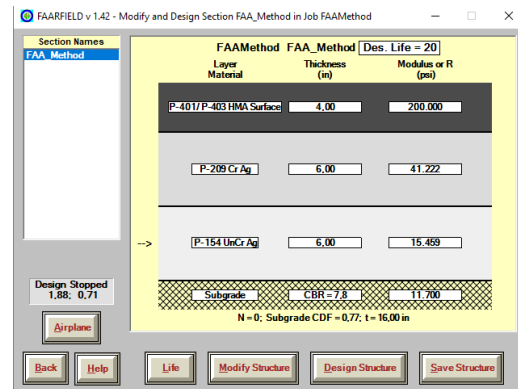 FAARFIELD v 1.42 - Modify and Design Section FAA_Method in Job FAAMethod
Section Names
FAA_Method
FAAMethod FAA_Method Des. Life = 20
Layer Material Thickness (in) Modulus or R (psi)
P-401/ P-403 HMA Surface 4,00 200.000
P-209 Cr Ag 6,00 41.222
--> P-154 UnCr Ag 6,00 15.459
Subgrade CBR = 7,8 11.700
N = 0; Subgrade CDF = 0,77; t = 16,00 in
Design Stopped
1,88; 0,71
Airplane
Back Help Life Modify Structure Design Structure Save Structure